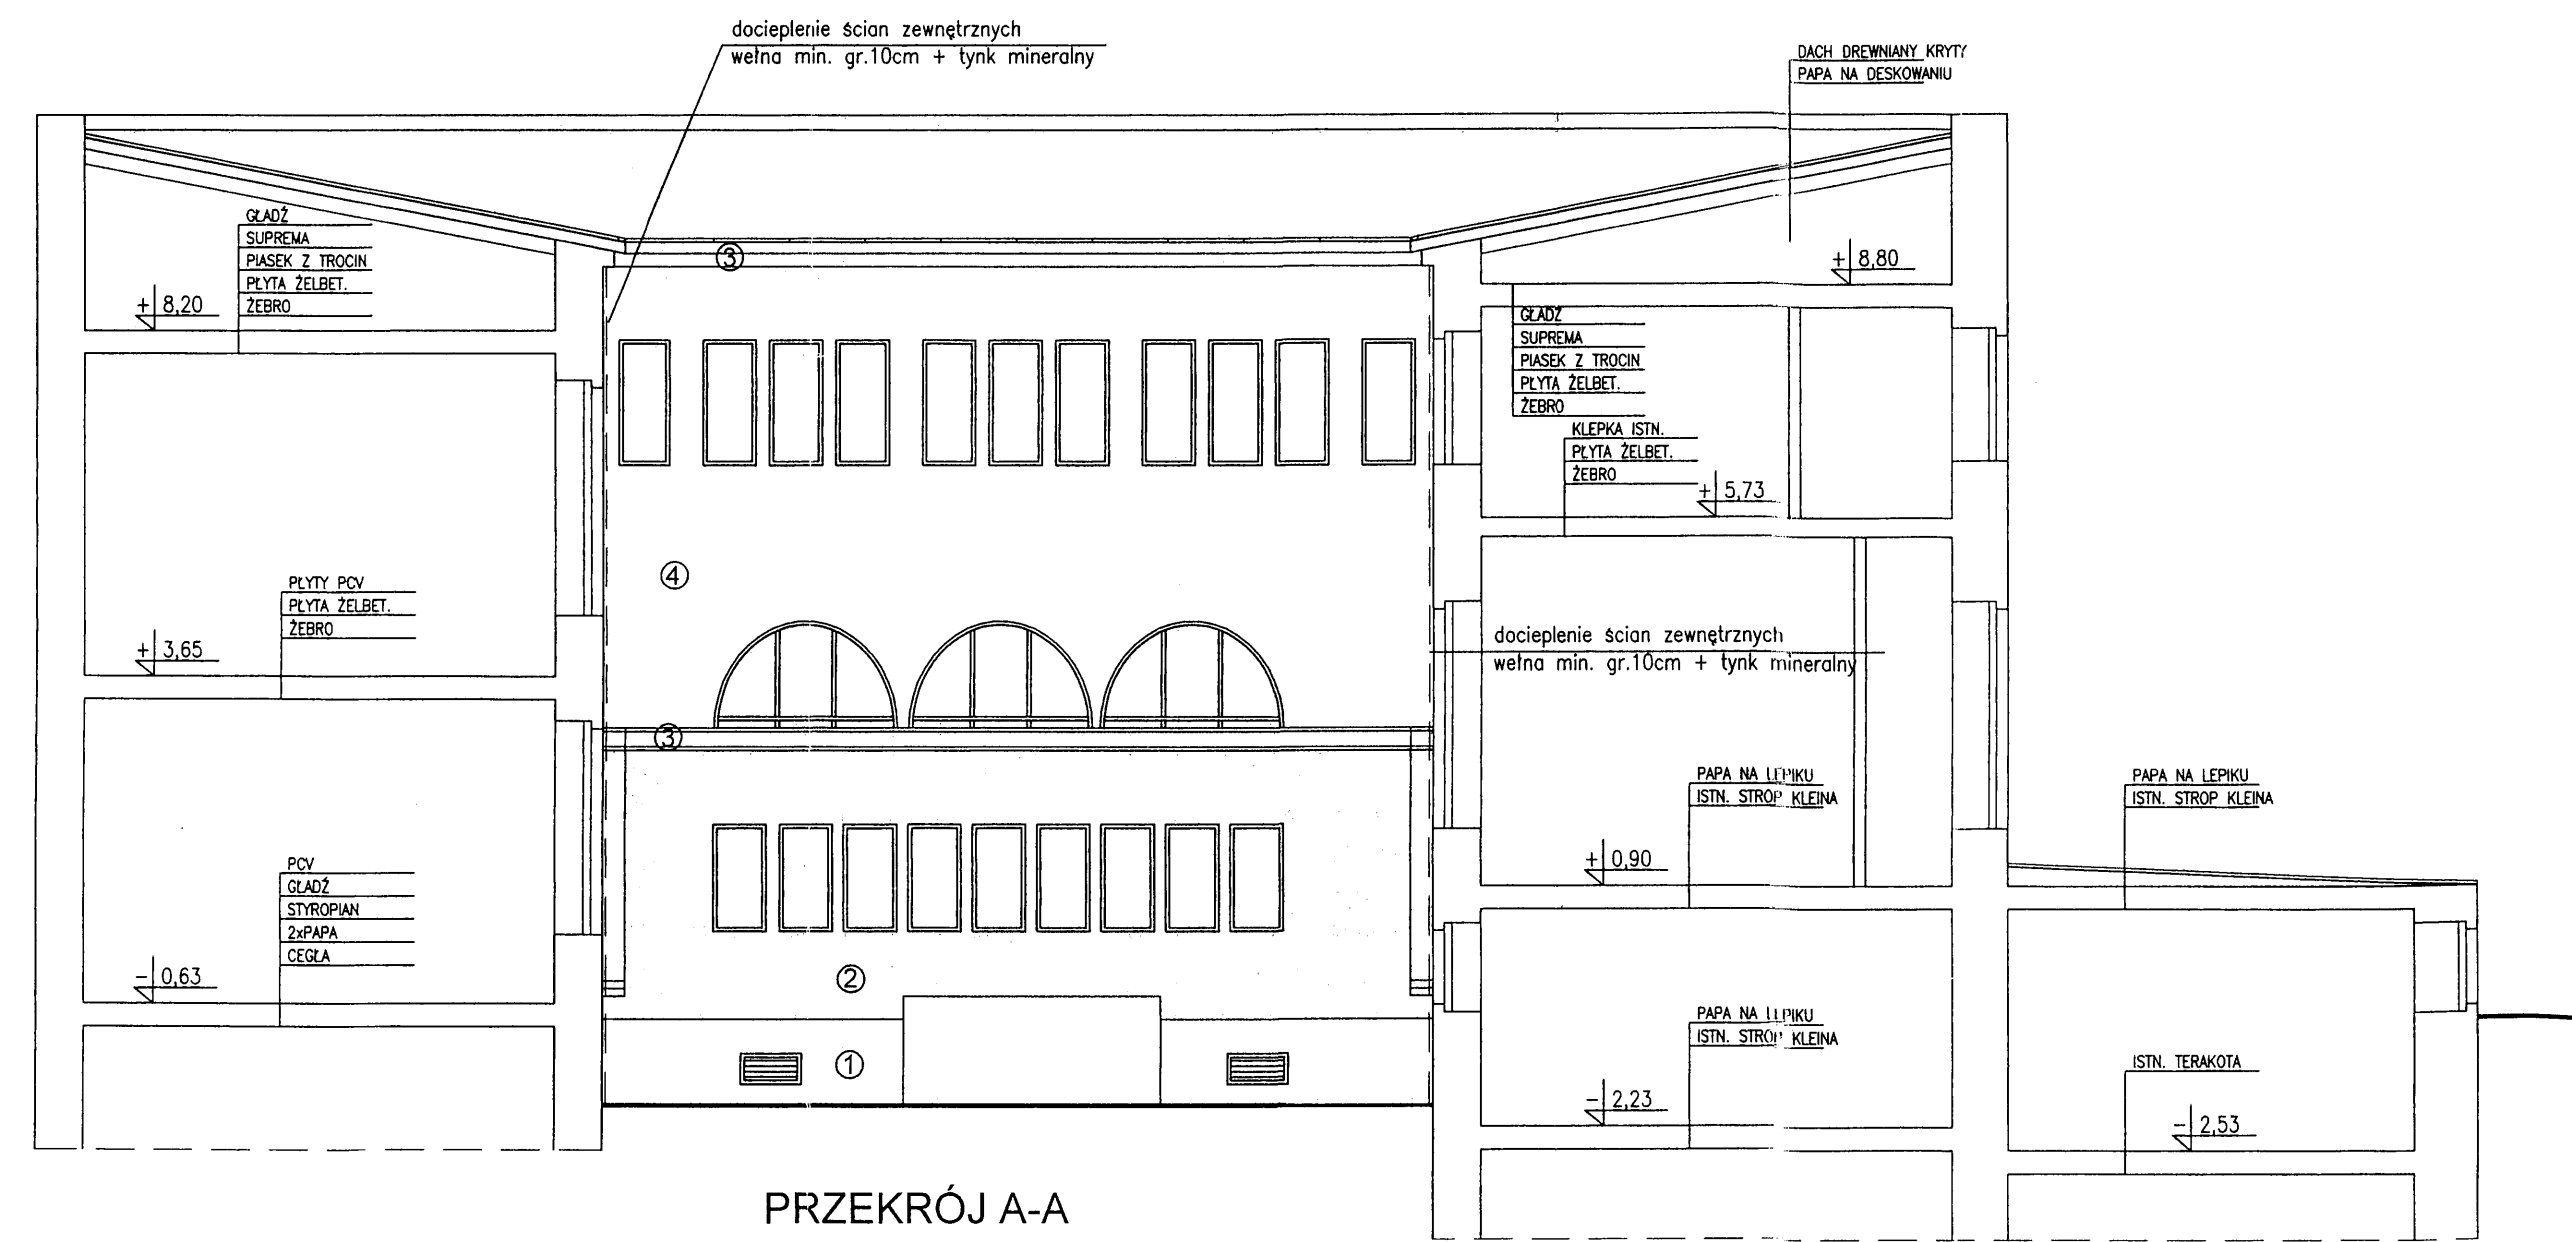 docieplenie ścian zewnętrznych
wełna min. gr.10cm + tynk mineralny
DACH DREWNIANY KRYTY
PAPA NA DESKOWANIU
GŁADŹ
SUPREMA
PIASEK Z TROCIN
PŁYTA ŻELBET.
ŻEBRO
+ 8,20
3
+ 8,80
GŁADŹ
SUPREMA
PIASEK Z TROCIN
PŁYTA ŻELBET.
ŻEBRO
KLEPKA ISTN.
PŁYTA ŻELBET.
ŻEBRO
+ 5,73
4
PŁYTY PCV
PŁYTA ŻELBET.
ŻEBRO
+ 3,65
docieplenie ścian zewnętrznych
wełna min. gr.10cm + tynk mineralny
3
PAPA NA LEPIKU
ISTN. STROP KLEINA
PAPA NA LEPIKU
ISTN. STROP KLEINA
+ 0,90
PCV
GŁADŹ
STYROPIAN
2xPAPA
CEGŁA
- 0,63
2
1
PAPA NA LEPIKU
ISTN. STROP KLEINA
- 2,23
ISTN. TERAKOTA
- 2,53
PRZEKRÓJ A-A